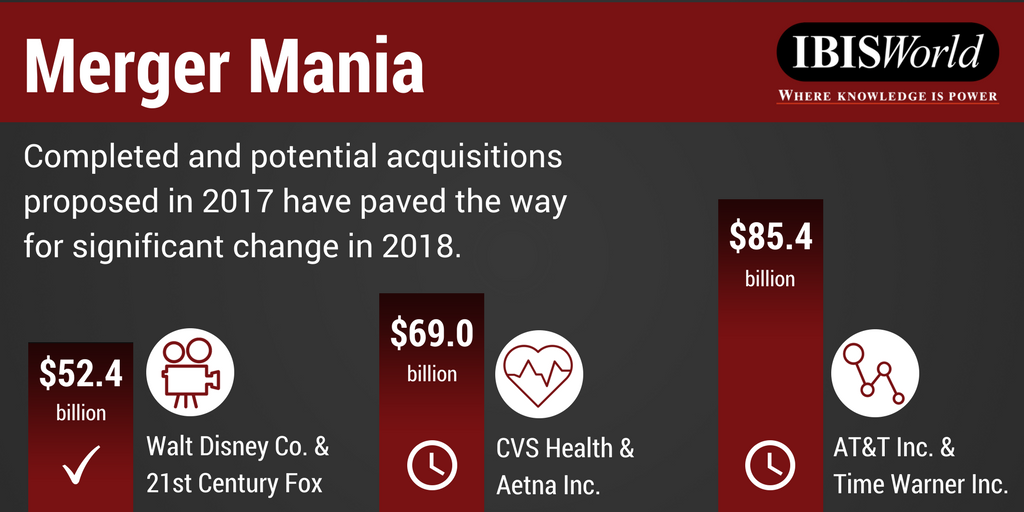 Merger Mania
IBISWorld
WHERE KNOWLEDGE IS POWER
Completed and potential acquisitions
proposed in 2017 have paved the way
for significant change in 2018.
$52.4
billion
Walt Disney Co. &
21st Century Fox
$69.0
billion
CVS Health &
Aetna Inc.
$85.4
billion
AT&T Inc. &
Time Warner Inc.